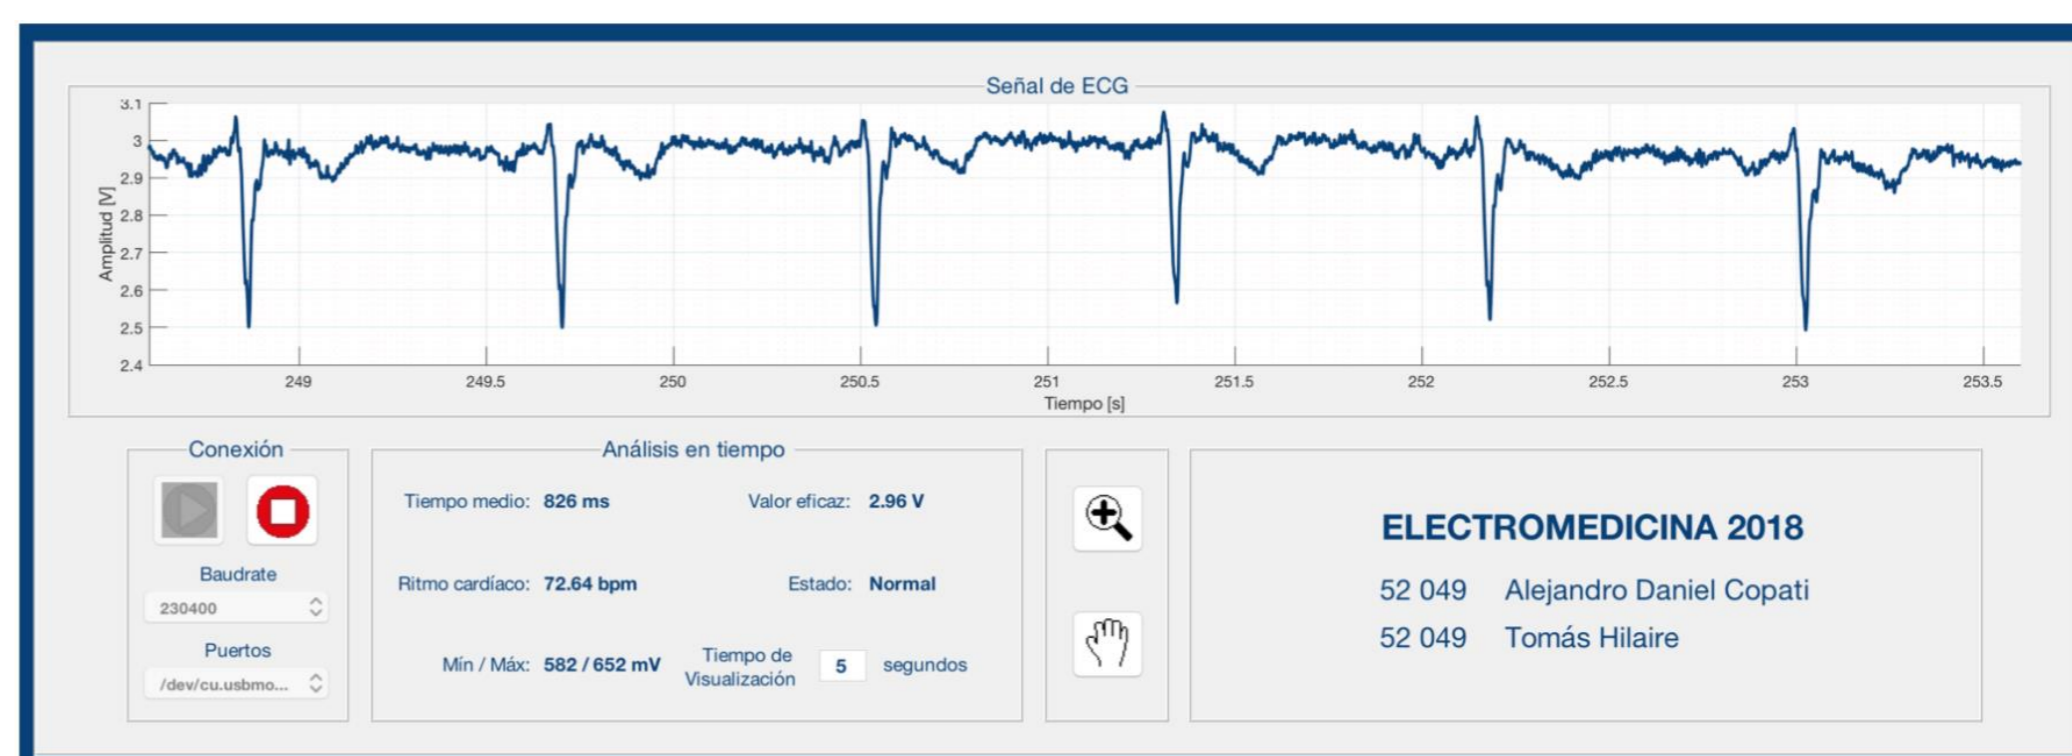 Señal de ECG
Amplitud [V]
3.1
3
2.9
2.8
2.7
2.6
2.5
2.4
249 249.5 250 250.5 251 251.5 252 252.5 253 253.5
Tiempo [s]
Conexión
Baudrate
230400
Puertos
/dev/cu.usbmo...
Análisis en tiempo
Tiempo medio: 826 ms Valor eficaz: 2.96 V
Ritmo cardíaco: 72.64 bpm Estado: Normal
Mín / Máx: 582 / 652 mV
Tiempo de
Visualización
5 segundos
ELECTROMEDICINA 2018
52 049 Alejandro Daniel Copati
52 049 Tomás Hilaire